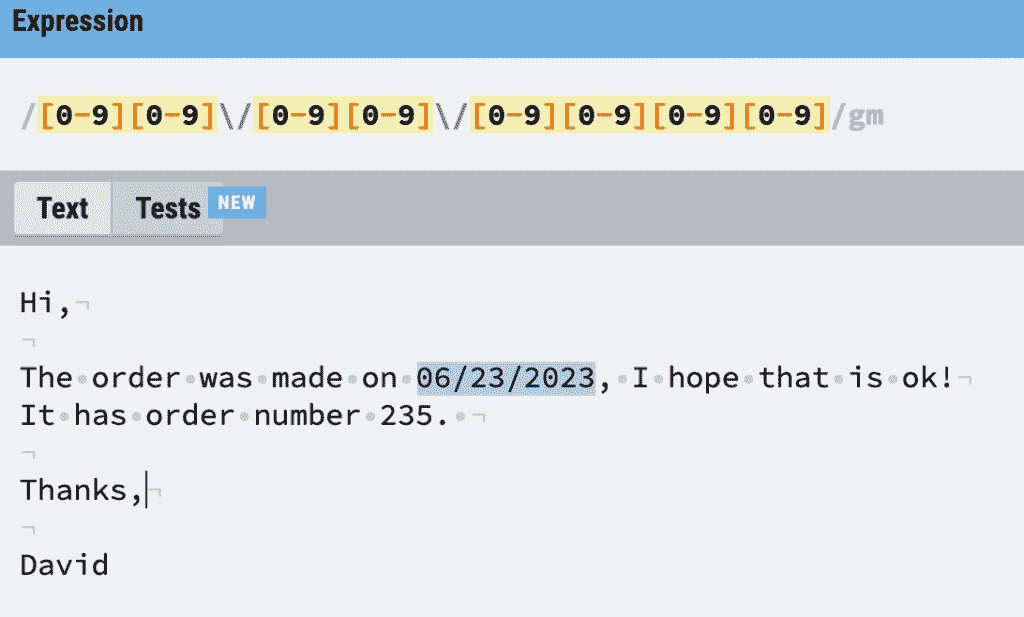 Expression
/[0-9][0-9]\/[0-9][0-9]\/[0-9][0-9][0-9][0-9]/gm
Text Tests NEW
Hi,¬
¬
The·order·was·made·on·06/23/2023,·I·hope·that·is·ok!¬
It·has·order·number·235.·¬
¬
Thanks,¬
¬
David